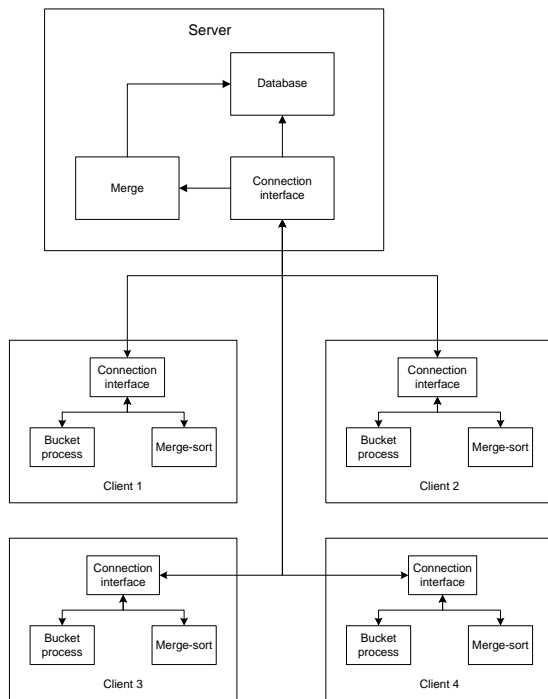 Server
Database
Merge
Connection
interface
Connection
interface
Bucket
process
Merge-sort
Client 1
Connection
interface
Bucket
process
Merge-sort
Client 2
Connection
interface
Bucket
process
Merge-sort
Client 3
Connection
interface
Bucket
process
Merge-sort
Client 4